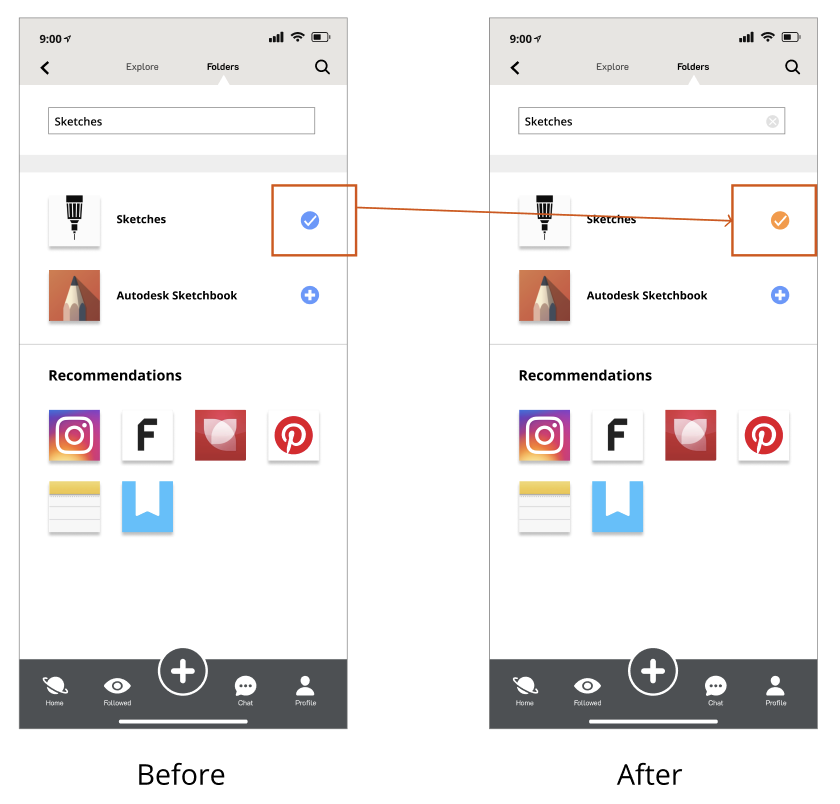 9:00
Explore
Folders
Sketches
Sketches
Autodesk Sketchbook
Recommendations
F
Home
Followed
Chat
Profile
Before
9:00
Explore
Folders
Sketches
Sketches
Autodesk Sketchbook
Recommendations
F
Home
Followed
Chat
Profile
After